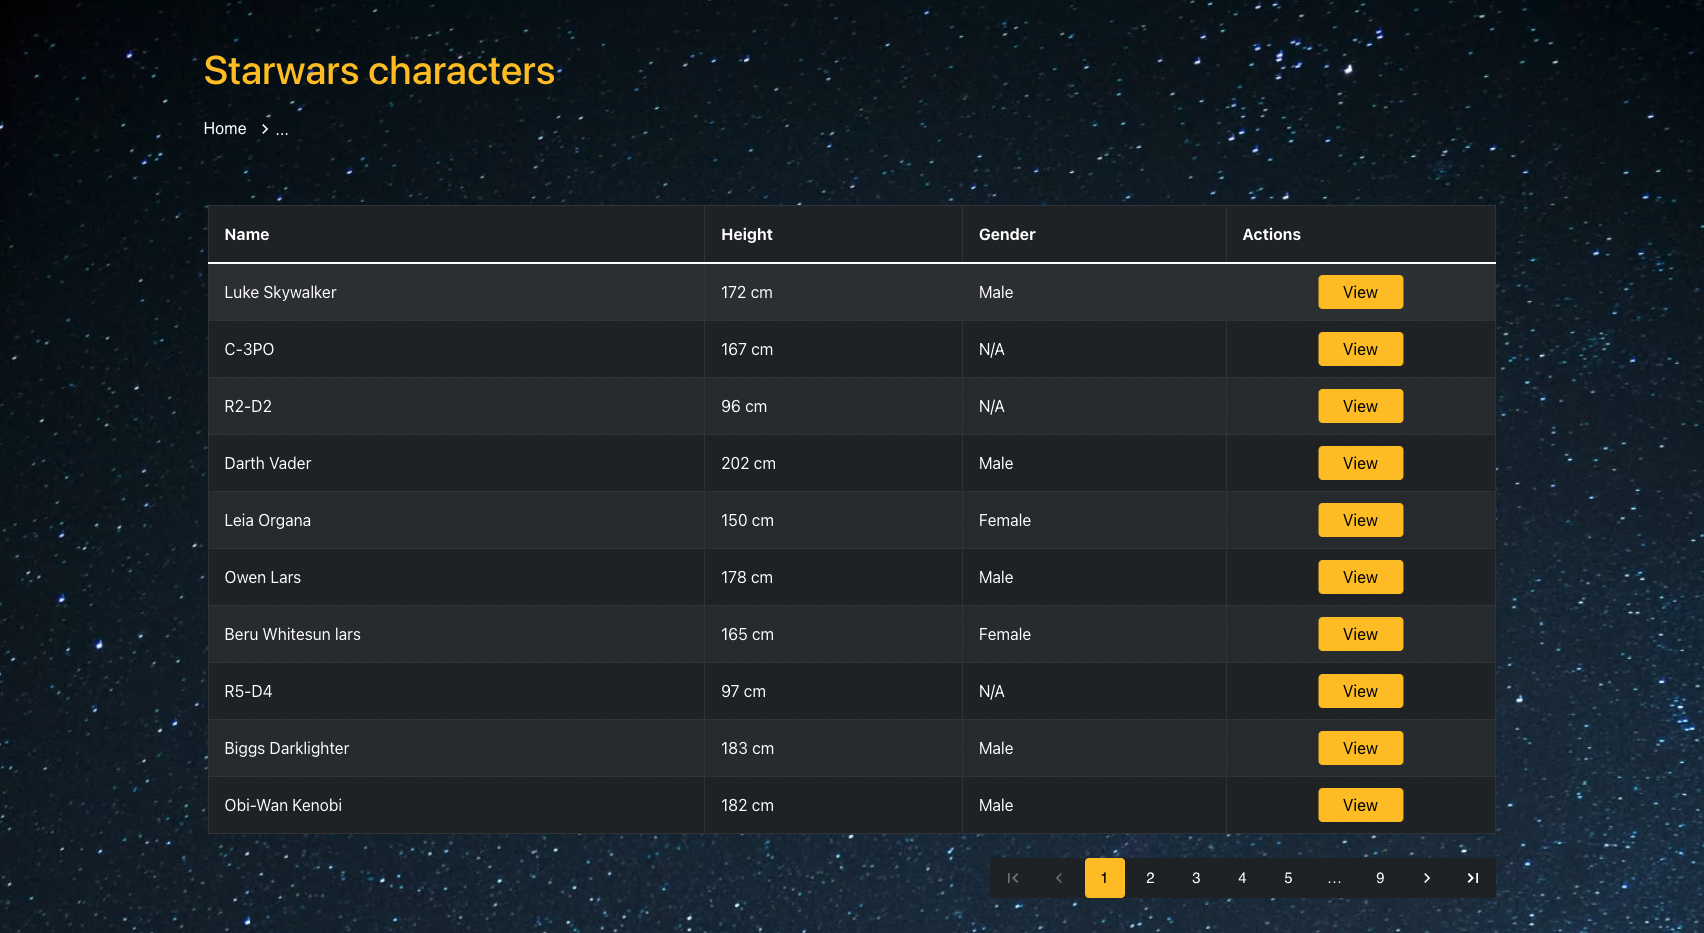 Starwars characters
Home > ...
Name Height Gender Actions
Luke Skywalker 172 cm Male View
C-3PO 167 cm N/A View
R2-D2 96 cm N/A View
Darth Vader 202 cm Male View
Leia Organa 150 cm Female View
Owen Lars 178 cm Male View
Beru Whitesun lars 165 cm Female View
R5-D4 97 cm N/A View
Biggs Darklighter 183 cm Male View
Obi-Wan Kenobi 182 cm Male View
1 2 3 4 5 ... 9